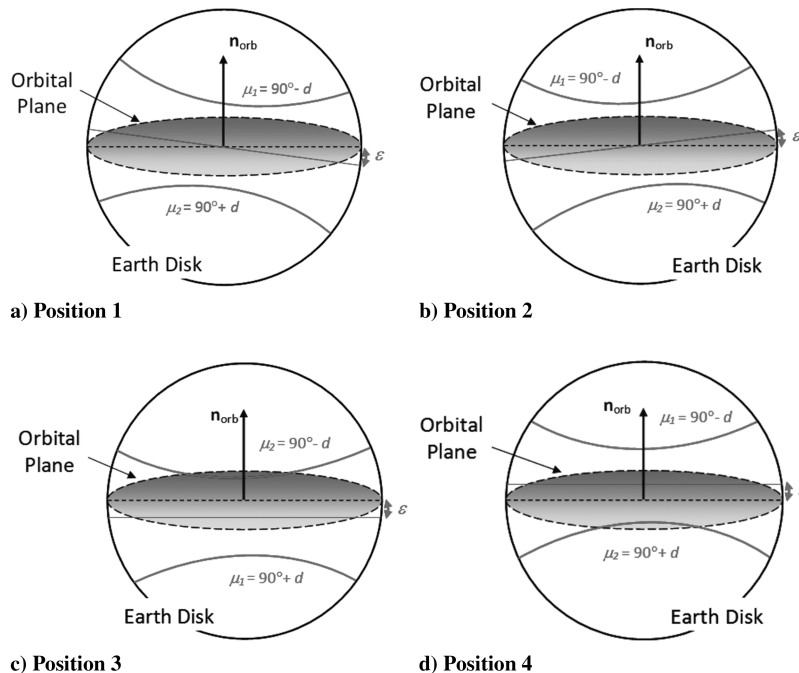 n_orb
μ₁ = 90°- d
Orbital
Plane
ε
μ₂ = 90°+ d
Earth Disk
a) Position 1
n_orb
μ₁ = 90°- d
Orbital
Plane
ε
μ₂ = 90°+ d
Earth Disk
b) Position 2
n_orb
μ₂ = 90°- d
Orbital
Plane
ε
μ₁ = 90°+ d
Earth Disk
c) Position 3
n_orb
μ₁ = 90°- d
Orbital
Plane
μ₂ = 90°+ d
Earth Disk
d) Position 4